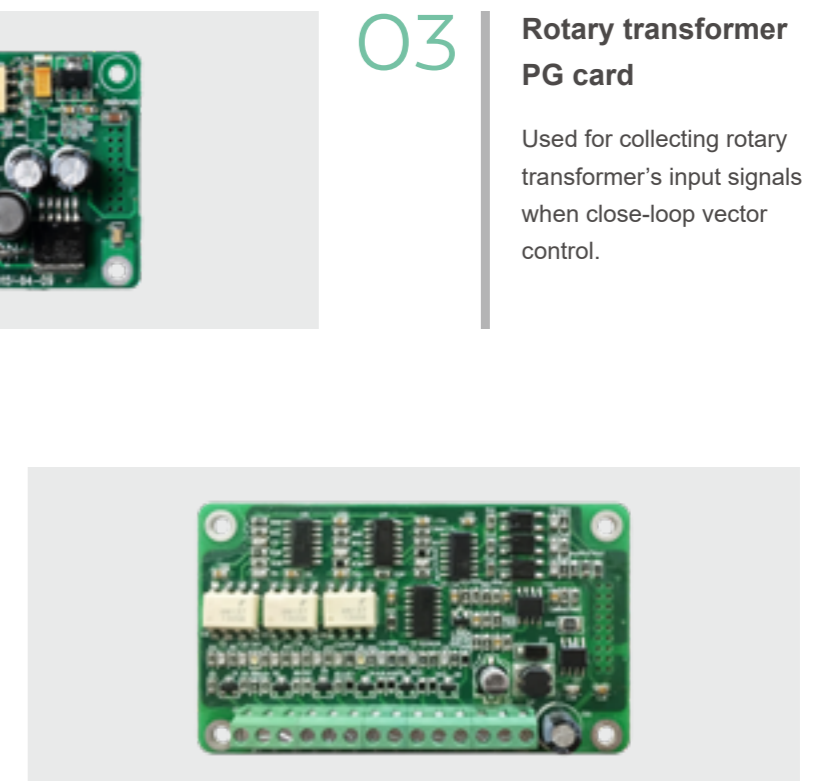 03
Rotary transformer
PG card
Used for collecting rotary
transformer’s input signals
when close-loop vector
control.